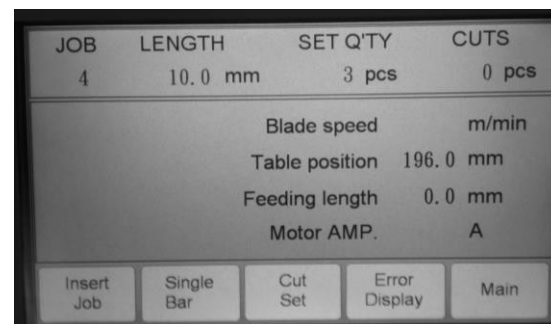 JOB LENGTH SET Q'TY CUTS
4 10.0 mm 3 pcs 0 pcs
Blade speed m/min
Table position 196.0 mm
Feeding length 0.0 mm
Motor AMP. A
Insert Job
Single Bar
Cut Set
Error Display
Main